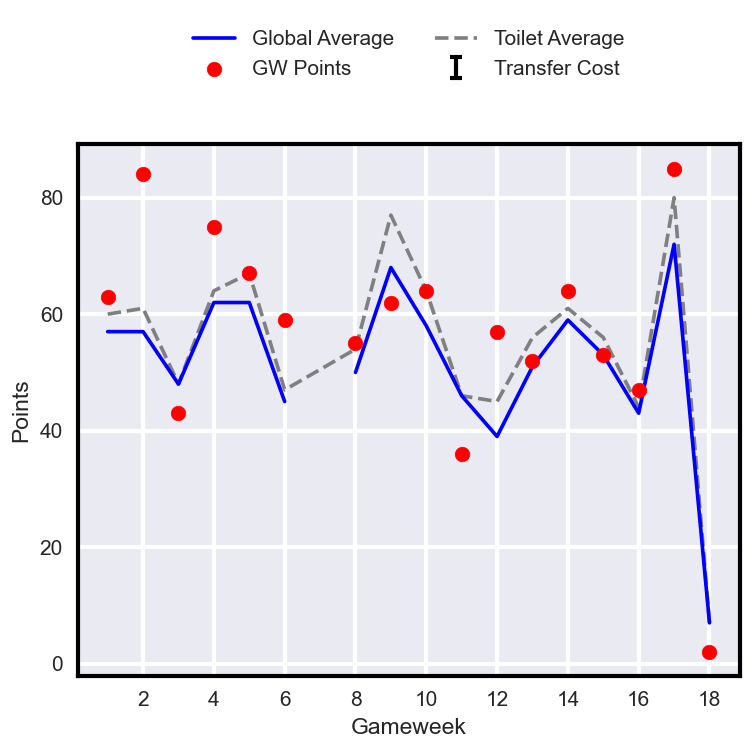 Global Average
Toilet Average
GW Points
Transfer Cost
80
60
40
20
0
Points
2 4 6 8 10 12 14 16 18
Gameweek